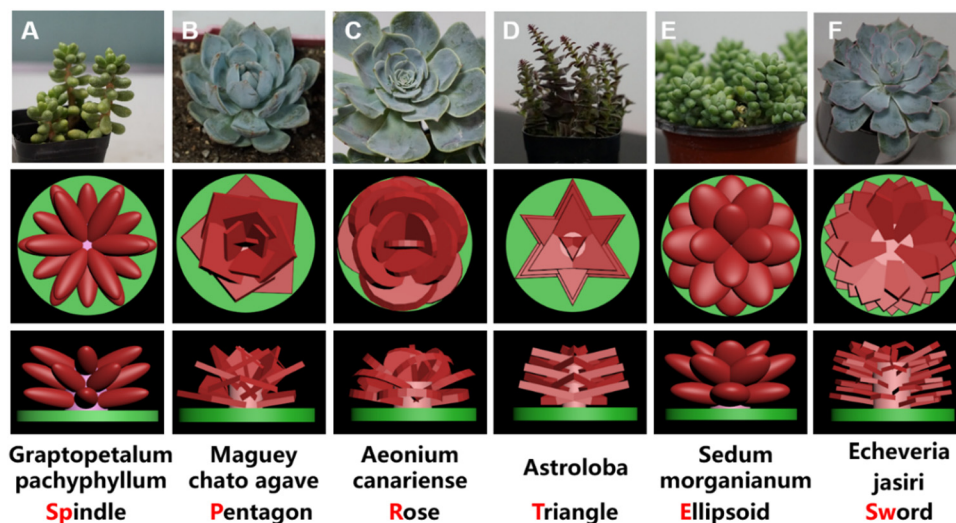 A B C D E F
Graptopetalum Maguey Aeonium Astroloba Sedum Echeveria
pachyphyllum chato agave canariense morganianum jasiri
Spindle Pentagon Rose Triangle Ellipsoid Sword